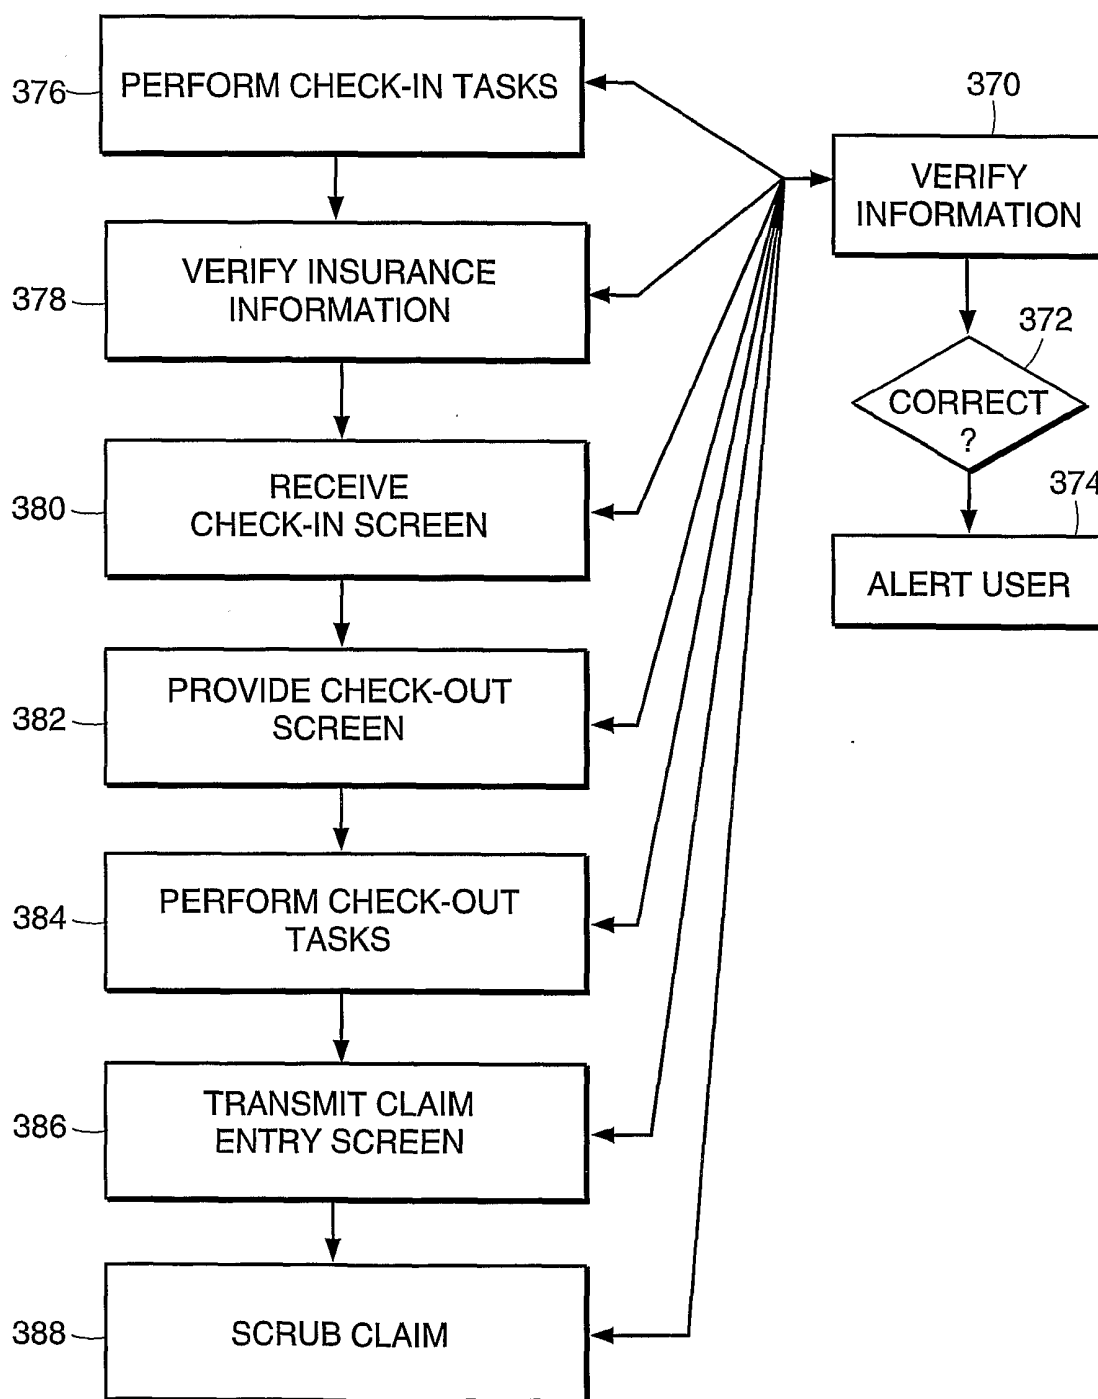 376
PERFORM CHECK-IN TASKS
370
VERIFY
INFORMATION
378
VERIFY INSURANCE
INFORMATION
372
CORRECT
?
380
RECEIVE
CHECK-IN SCREEN
374
ALERT USER
382
PROVIDE CHECK-OUT
SCREEN
384
PERFORM CHECK-OUT
TASKS
386
TRANSMIT CLAIM
ENTRY SCREEN
388
SCRUB CLAIM